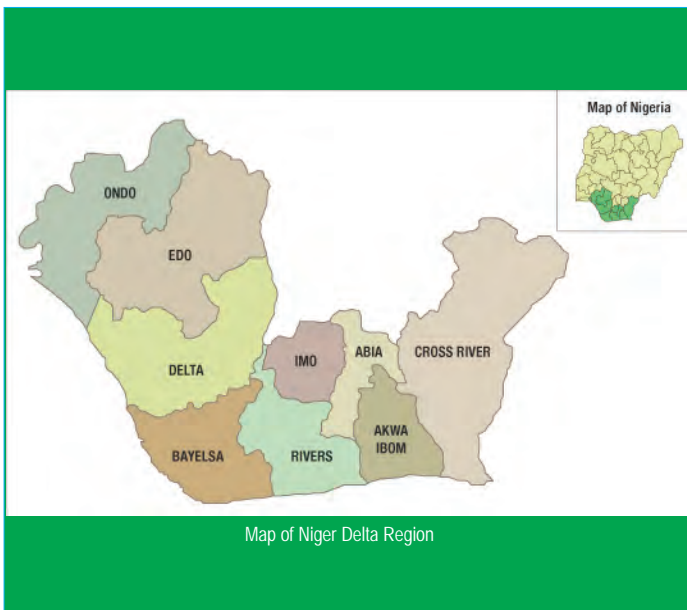 Map of Nigeria
ONDO
EDO
DELTA
IMO
ABIA
CROSS RIVER
BAYELSA
RIVERS
AKWA
IBOM
Map of Niger Delta Region